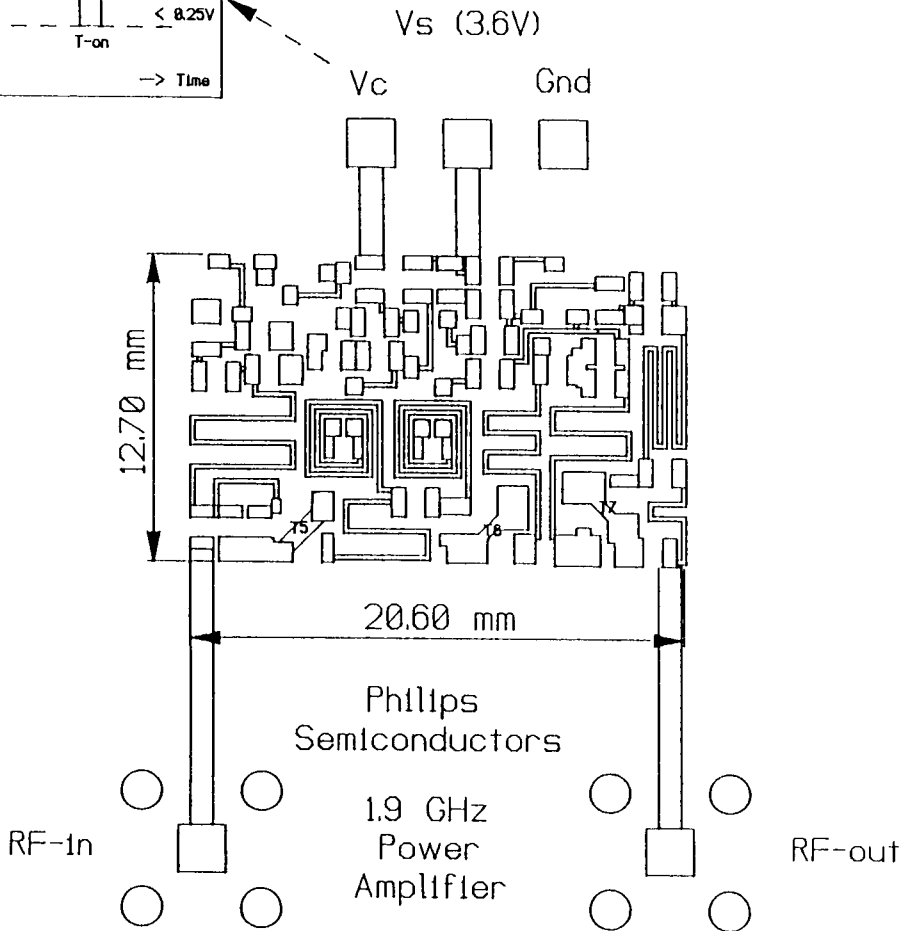 < 0.25V
T-on
—> Time
Vs (3.6V)
Vc
Gnd
12.70 mm
T5
T6
T7
20.60 mm
Philips
Semiconductors
1.9 GHz
Power
Amplifier
RF-in
RF-out